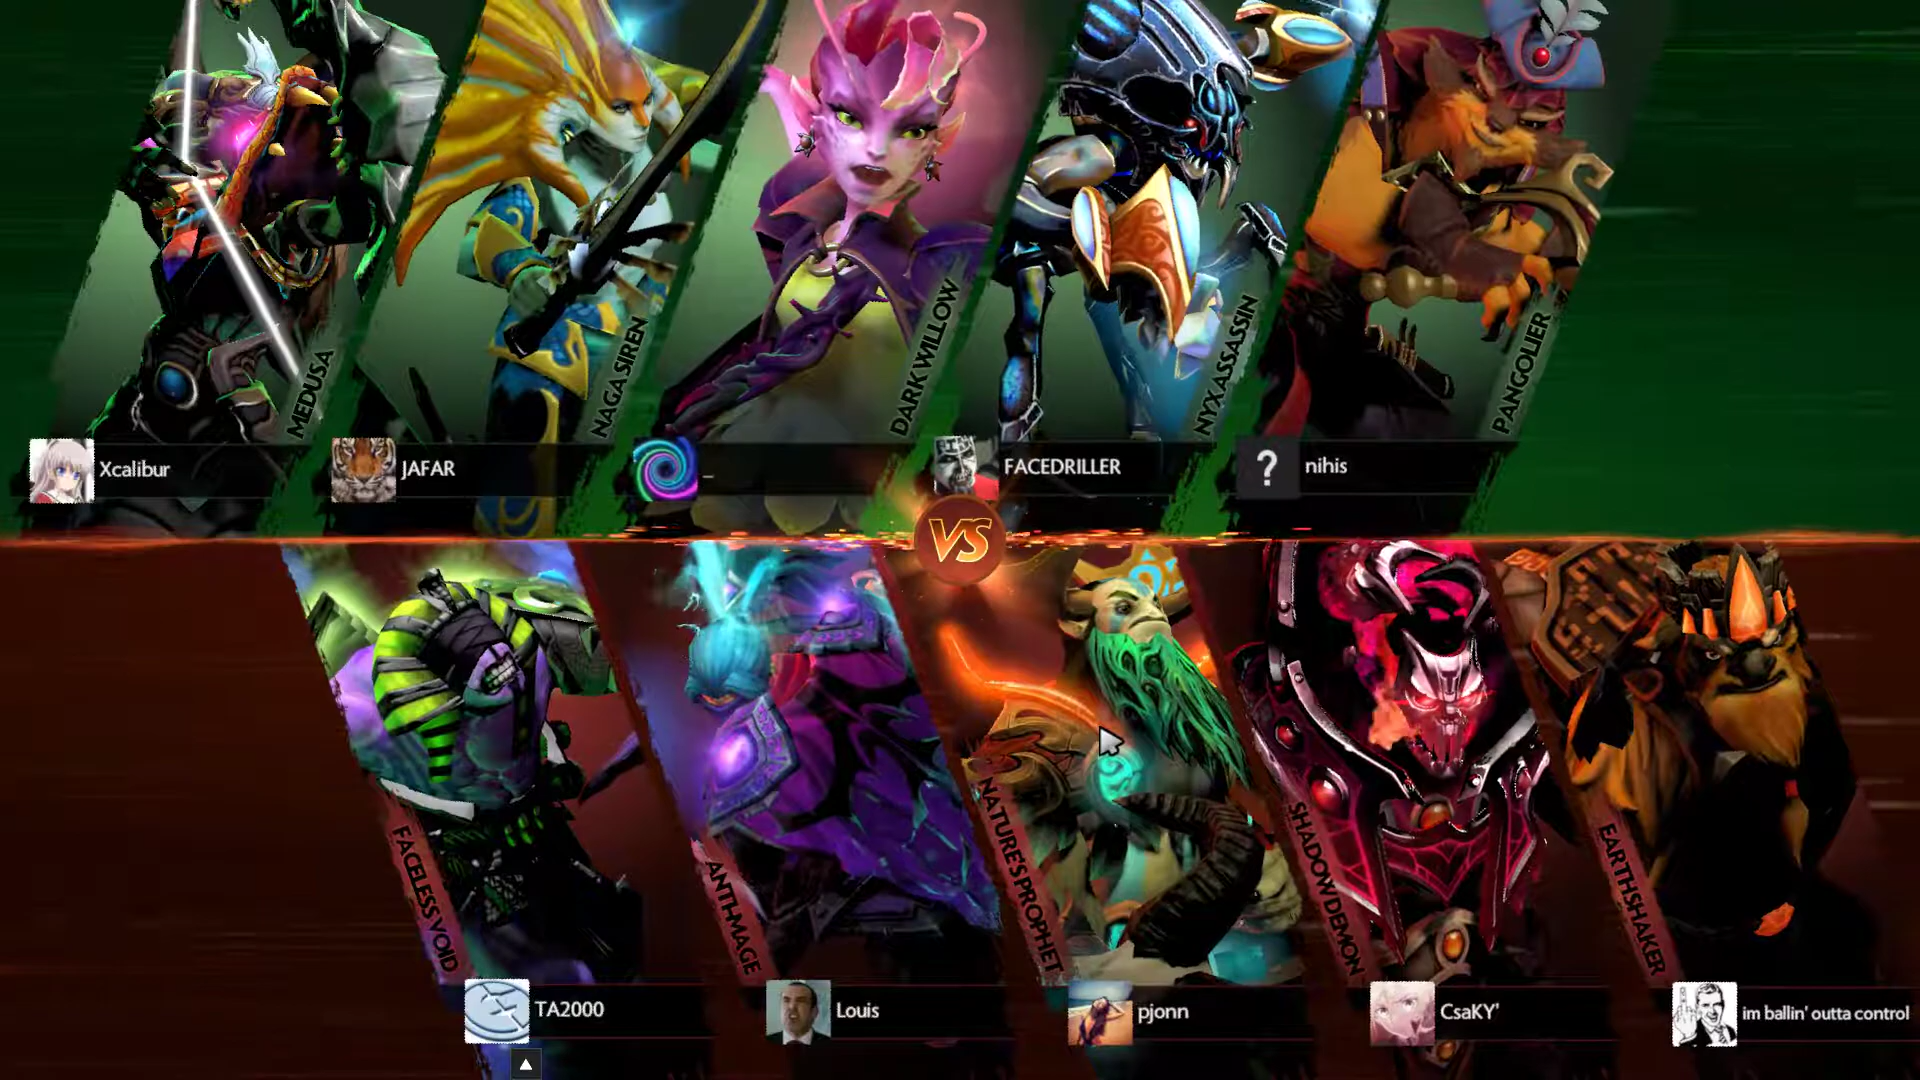 MEDUSA
NAGA SIREN
DARK WILLOW
NYX ASSASSIN
PANGOLIER
Xcalibur
JAFAR
_
FACEDRILLER
?
nihis
VS
FACELESS VOID
ANTI-MAGE
NATURE'S PROPHET
SHADOW DEMON
EARTHSHAKER
TA2000
Louis
pjonn
CsaKY'
im ballin' outta control